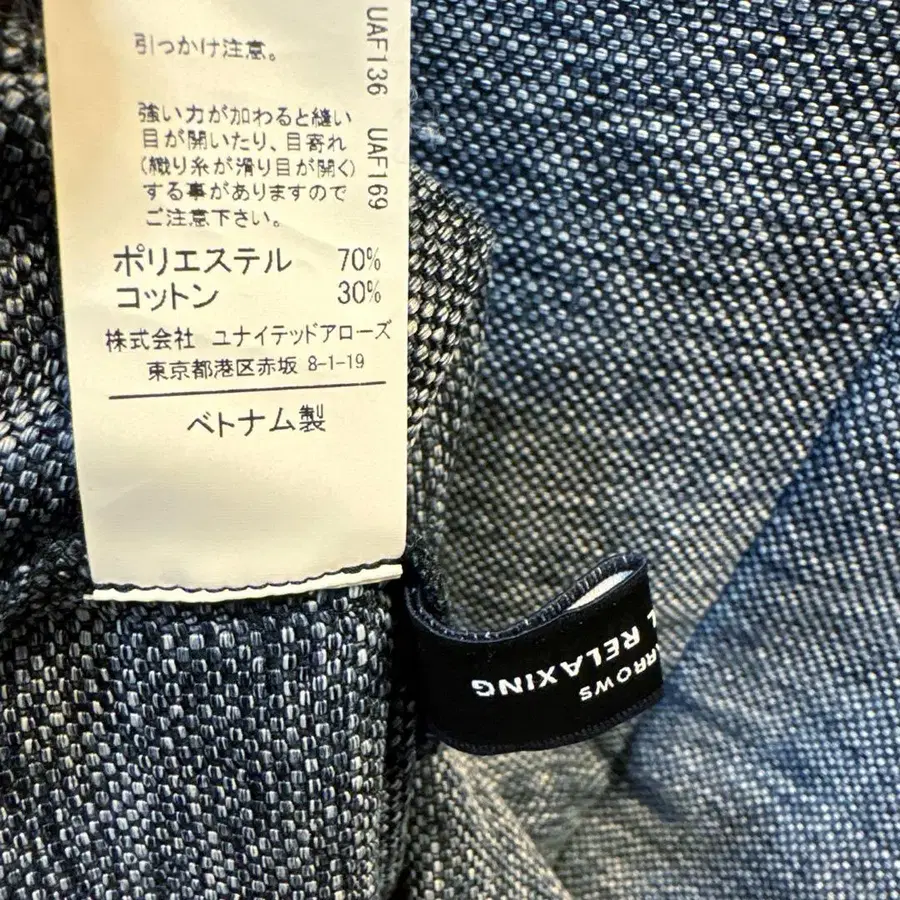 引っかけ注意。
強い力が加わると縫い
目が開いたり、目寄れ
(織り糸が滑り目が開く)
する事がありますので
ご注意下さい。
ポリエステル 70%
コットン 30%
株式会社 ユナイテッドアローズ
東京都港区赤坂 8-1-19
ベトナム製
UAF136 UAF169
ARROWS
RELAXING